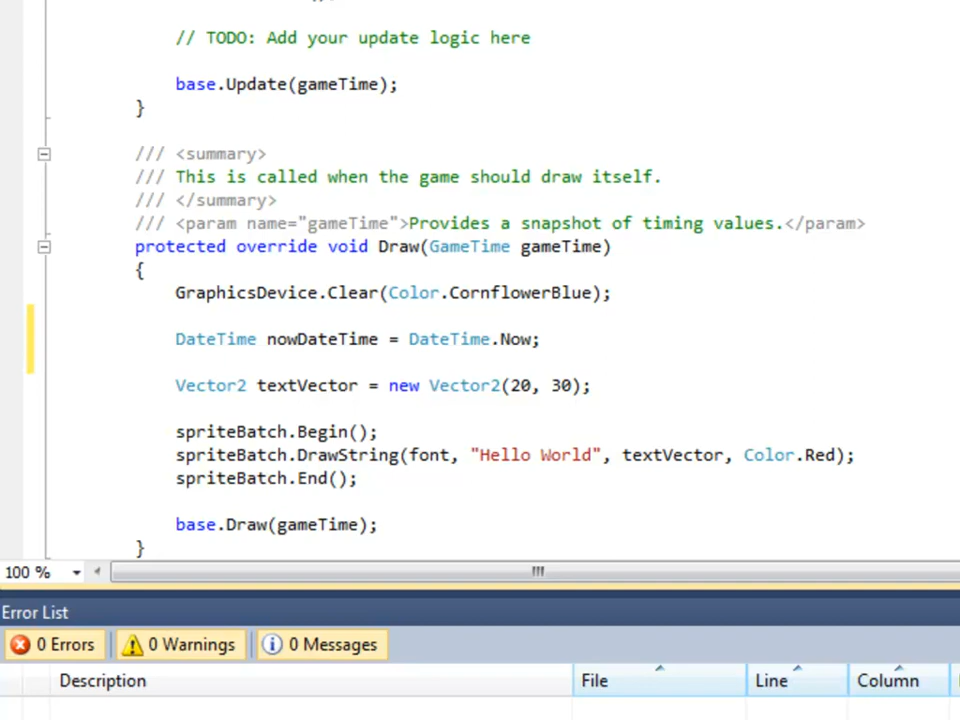 // TODO: Add your update logic here
base.Update(gameTime);
}
/// <summary>
/// This is called when the game should draw itself.
/// </summary>
/// <param name="gameTime">Provides a snapshot of timing values.</param>
protected override void Draw(GameTime gameTime)
{
GraphicsDevice.Clear(Color.CornflowerBlue);
DateTime nowDateTime = DateTime.Now;
Vector2 textVector = new Vector2(20, 30);
spriteBatch.Begin();
spriteBatch.DrawString(font, "Hello World", textVector, Color.Red);
spriteBatch.End();
base.Draw(gameTime);
}
100 %
Error List
0 Errors 0 Warnings 0 Messages
Description File Line Column